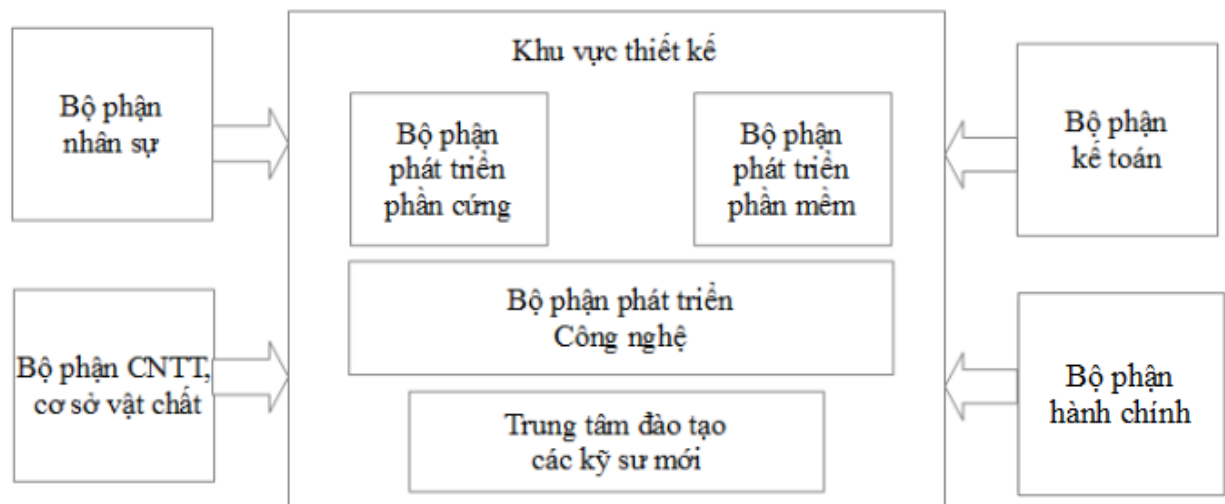 Khu vực thiết kế
Bộ phận
nhân sự
Bộ phận
phát triển
phần cứng
Bộ phận
phát triển
phần mềm
Bộ phận
kế toán
Bộ phận phát triển
Công nghệ
Bộ phận CNTT,
cơ sở vật chất
Bộ phận
hành chính
Trung tâm đào tạo
các kỹ sư mới